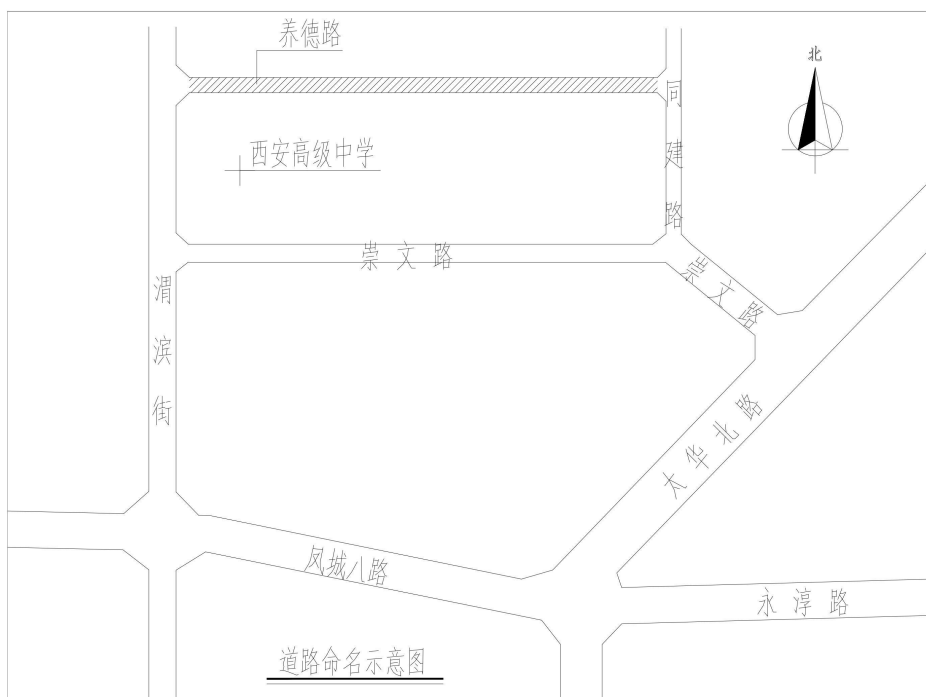 养德路
北
同建路
西安高级中学
崇文路
崇文路
渭滨街
太华北路
凤城八路
永淳路
道路命名示意图